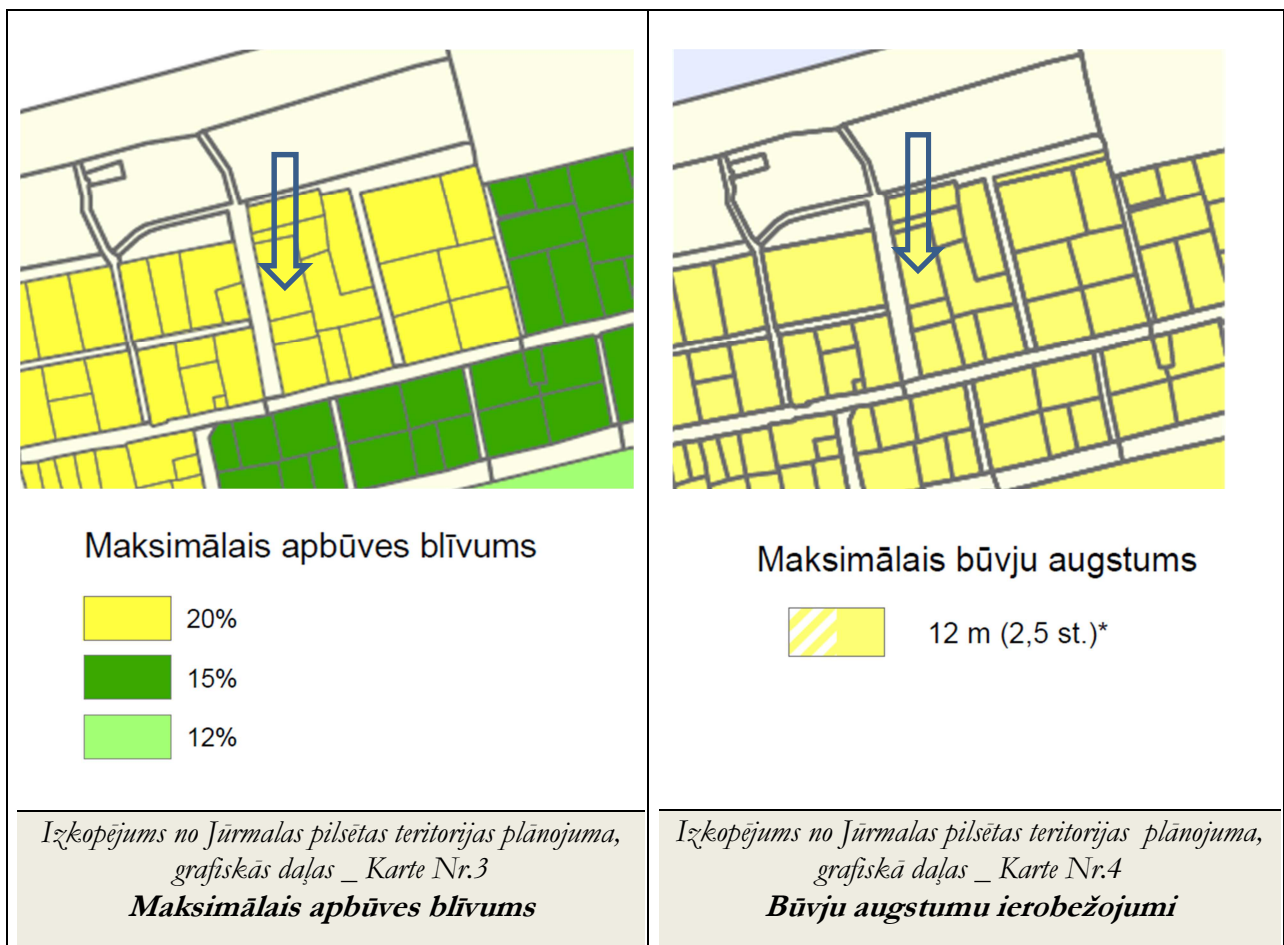 Maksimālais apbūves blīvums
20%
15%
12%
Izkopējums no Jūrmalas pilsētas teritorijas plānojuma,
grafiskās daļas _ Karte Nr.3
Maksimālais apbūves blīvums
Maksimālais būvju augstums
12 m (2,5 st.)*
Izkopējums no Jūrmalas pilsētas teritorijas plānojuma,
grafiskā daļas _ Karte Nr.4
Būvju augstumu ierobežojumi